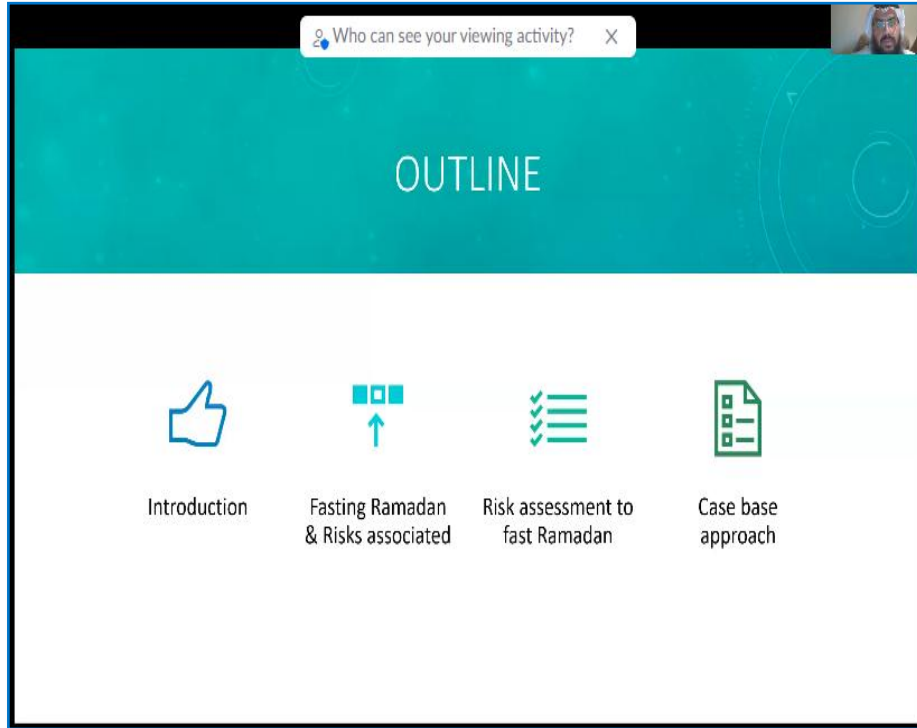 Who can see your viewing activity?
OUTLINE
Introduction
Fasting Ramadan
& Risks associated
Risk assessment to
fast Ramadan
Case base
approach